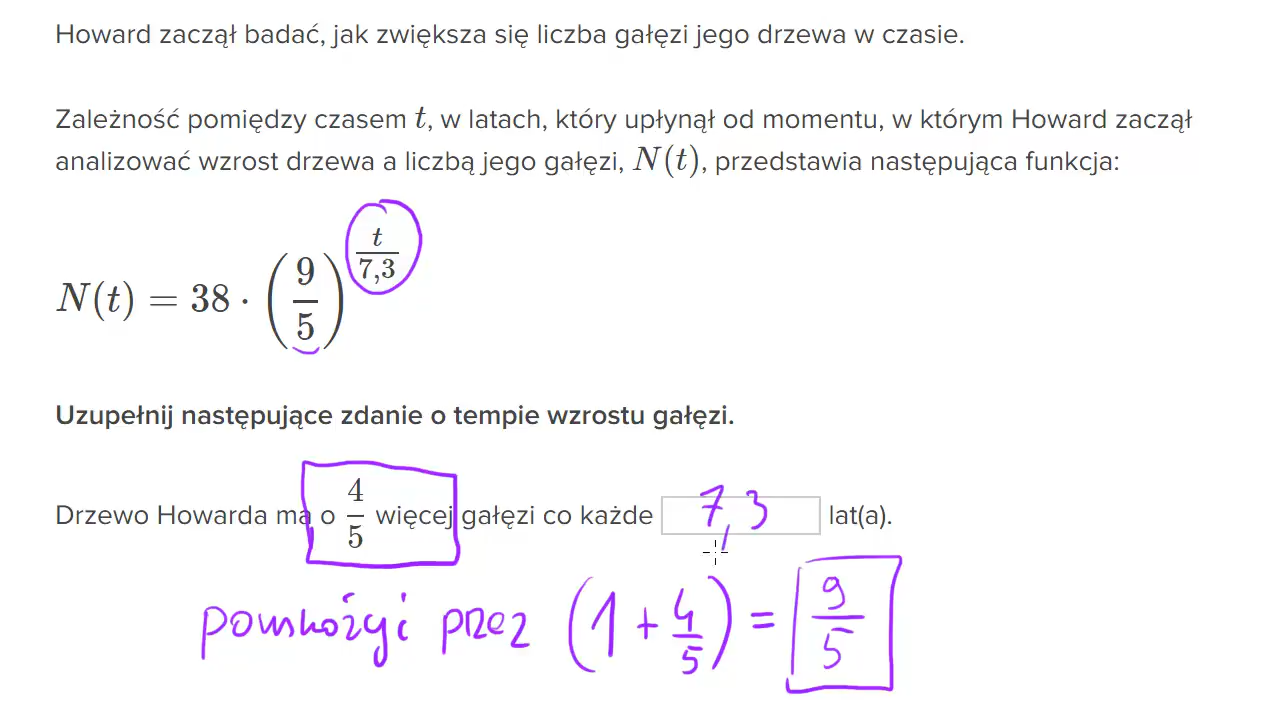 Howard zaczął badać, jak zwiększa się liczba gałęzi jego drzewa w czasie.
Zależność pomiędzy czasem t, w latach, który upłynął od momentu, w którym Howard zaczął
analizować wzrost drzewa a liczbą jego gałęzi, N(t), przedstawia następująca funkcja:
N(t) = 38 · (9/5)^(t/7,3)
Uzupełnij następujące zdanie o tempie wzrostu gałęzi.
Drzewo Howarda ma o 4/5 więcej gałęzi co każde 7,3 lat(a).
pomnożyć przez (1 + 4/5) = 9/5